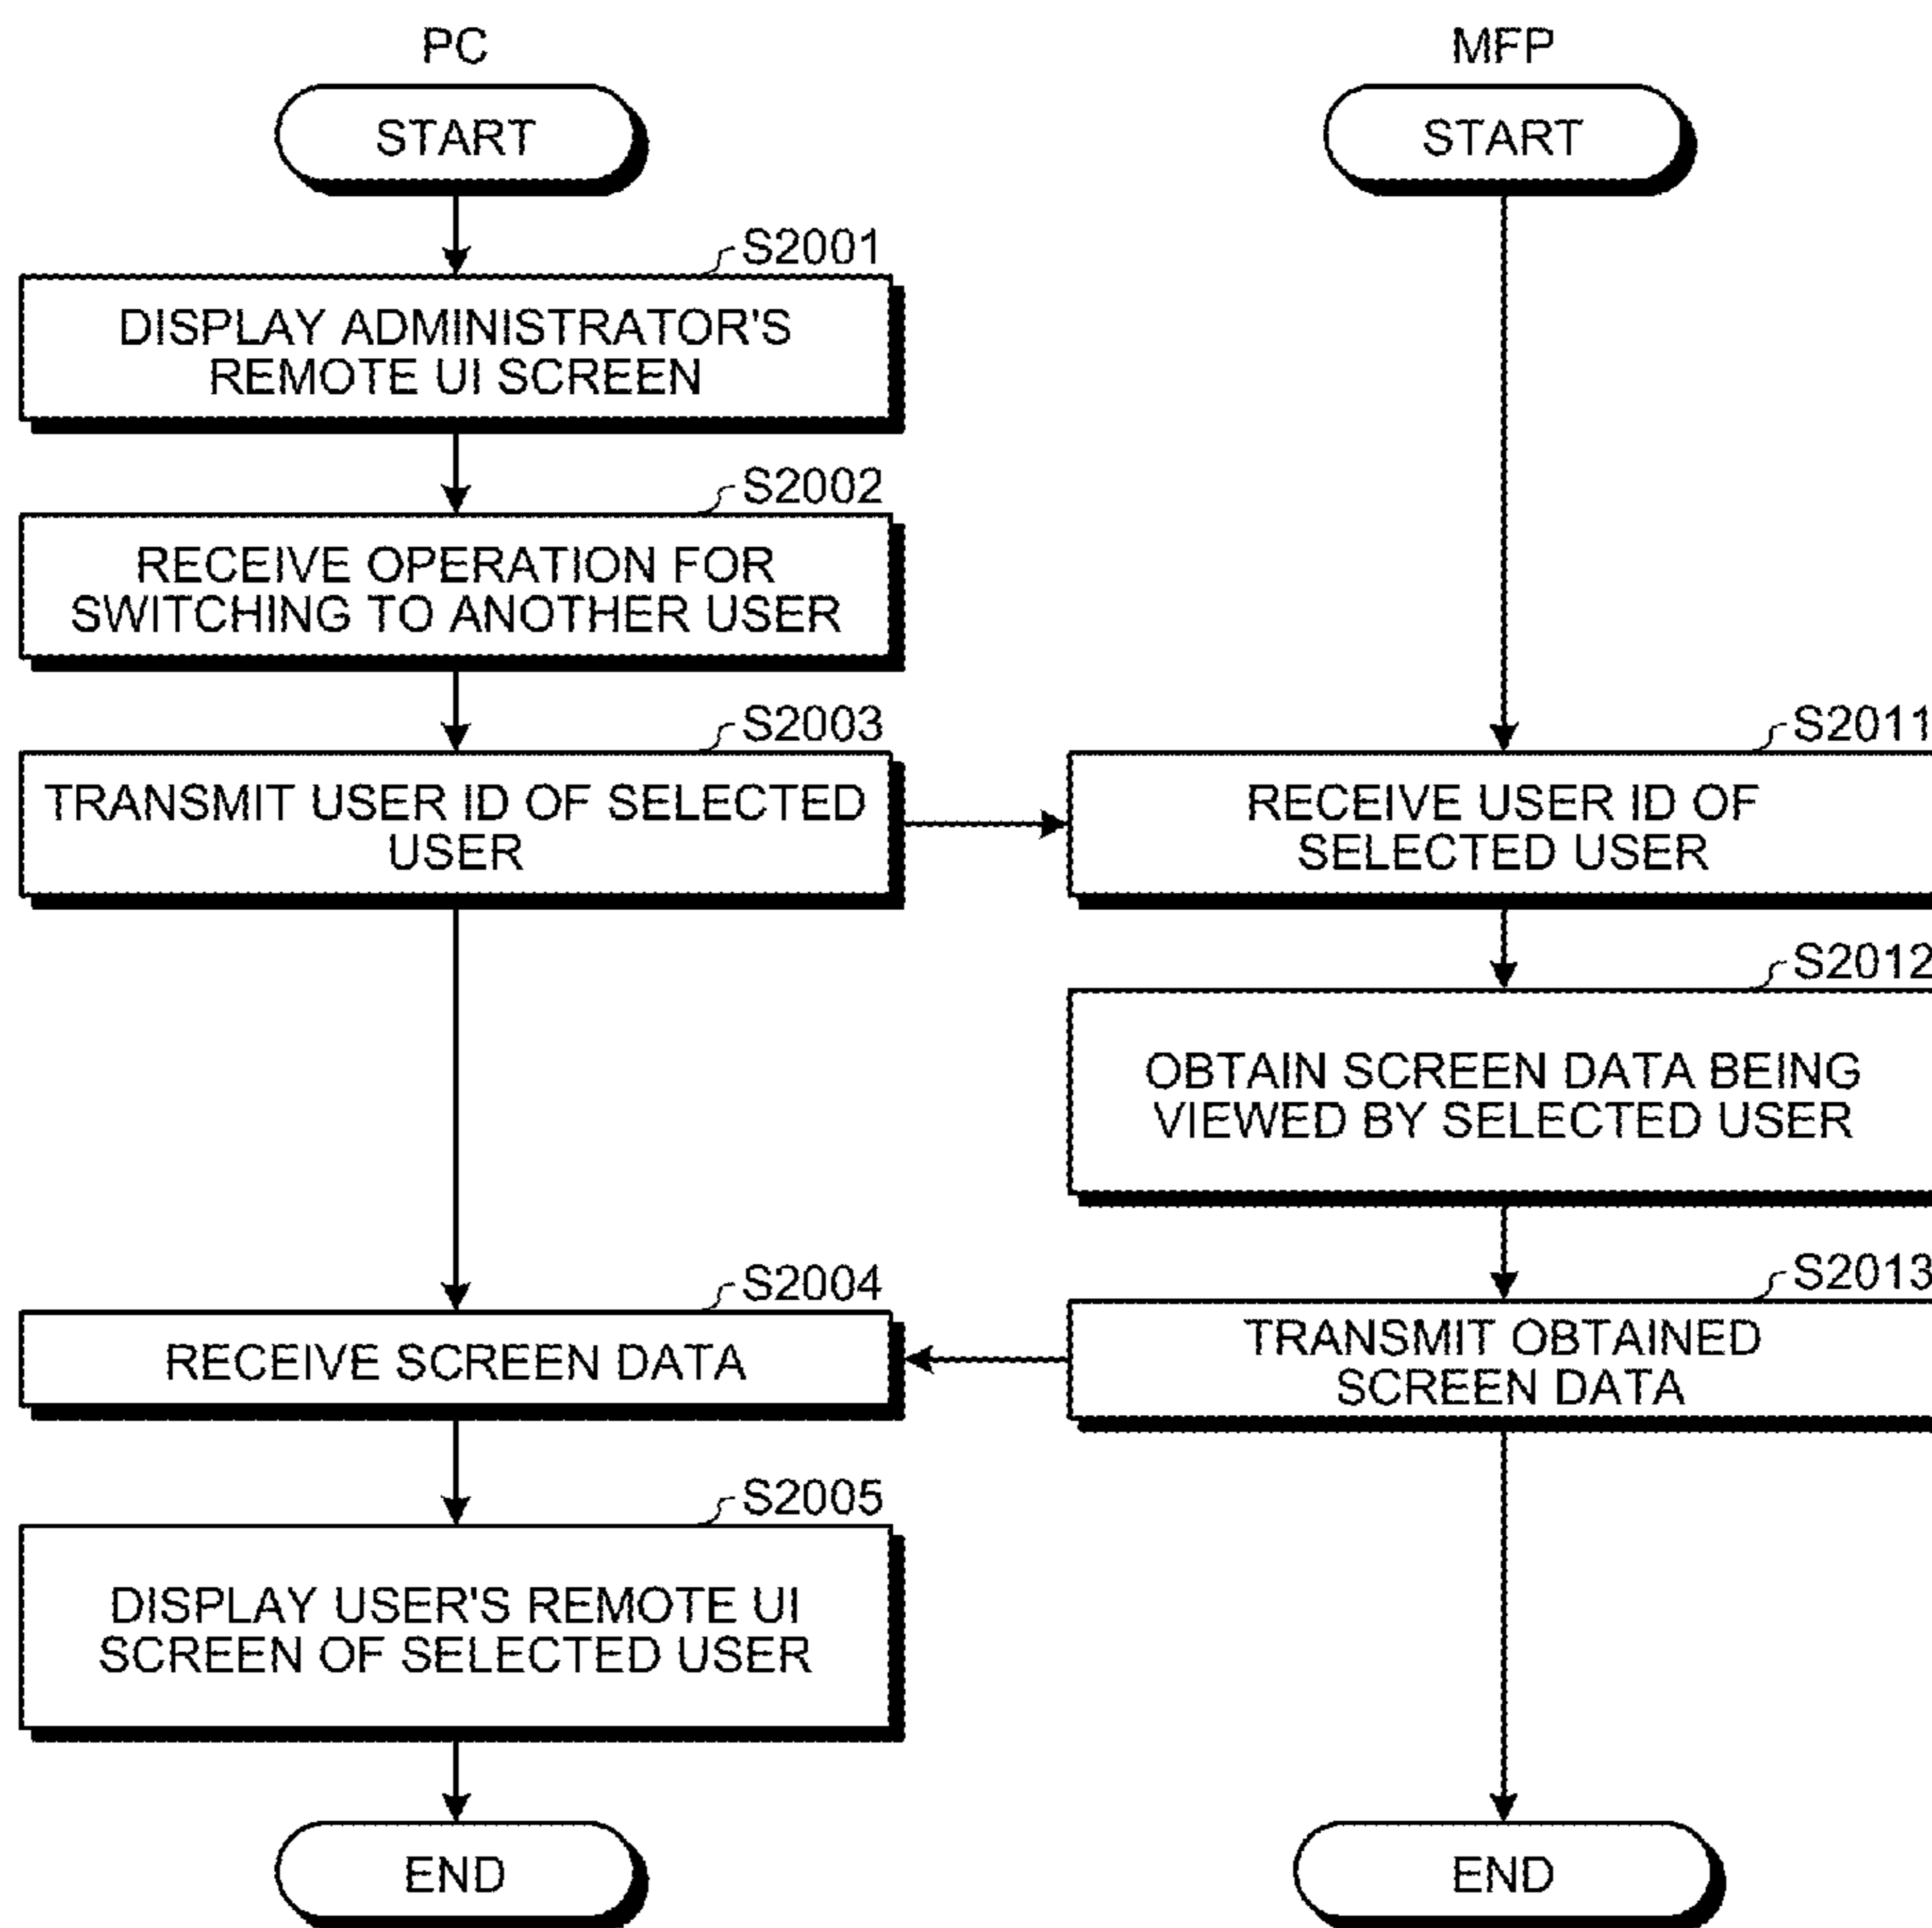 PC
START
S2001
DISPLAY ADMINISTRATOR'S
REMOTE UI SCREEN
S2002
RECEIVE OPERATION FOR
SWITCHING TO ANOTHER USER
S2003
TRANSMIT USER ID OF SELECTED
USER
S2004
RECEIVE SCREEN DATA
S2005
DISPLAY USER'S REMOTE UI
SCREEN OF SELECTED USER
END
MFP
START
S2011
RECEIVE USER ID OF
SELECTED USER
S2012
OBTAIN SCREEN DATA BEING
VIEWED BY SELECTED USER
S2013
TRANSMIT OBTAINED
SCREEN DATA
END